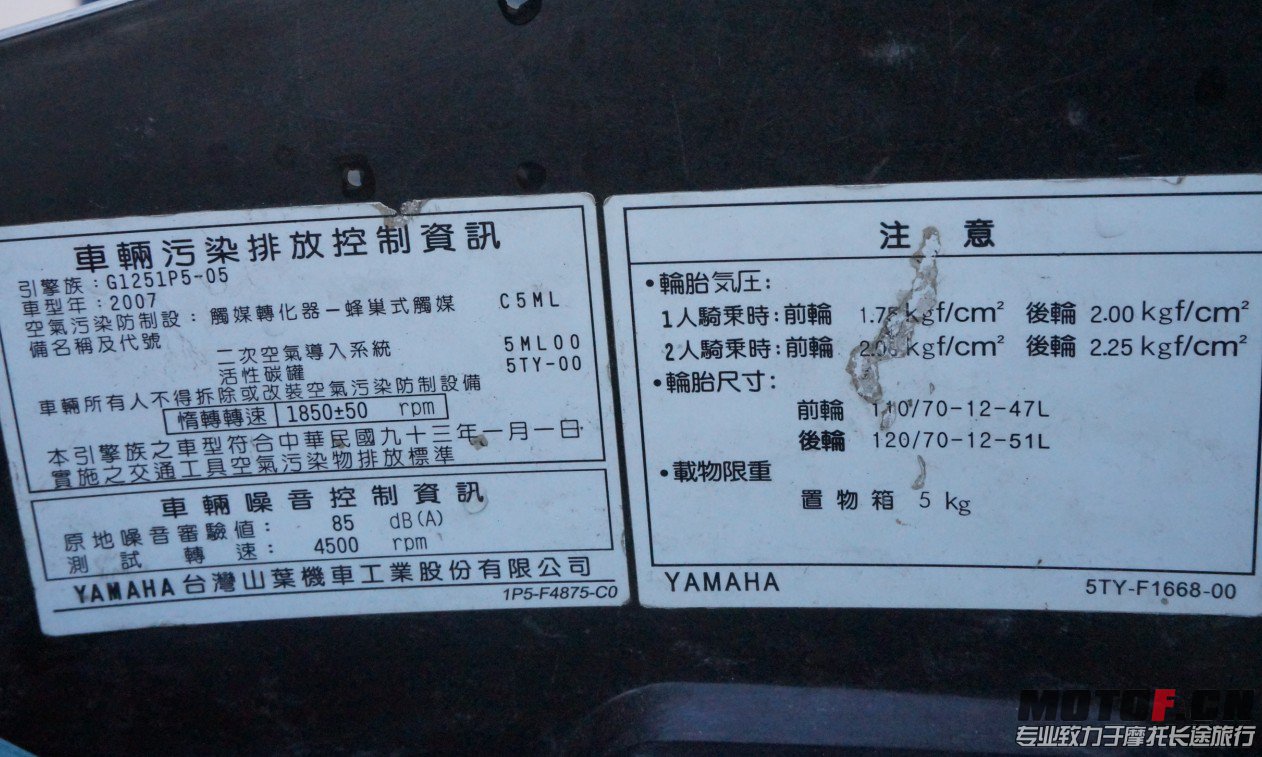 車輛污染排放控制資訊
引擎族：G1251P5-05
車型年：2007
空氣污染防制設：觸媒轉化器－蜂巢式觸媒 C5ML
備名稱及代號
二次空氣導入系統 5ML00
活性碳罐 5TY-00
車輛所有人不得拆除或改裝空氣污染防制設備
惰轉轉速 1850±50 rpm
本引擎族之車型符合中華民國九十三年一月一日
實施之交通工具空氣污染物排放標準
車輛噪音控制資訊
原地噪音審驗值： 85 dB(A)
測試轉速： 4500 rpm
YAMAHA 台灣山葉機車工業股份有限公司
1P5-F4875-C0
注意
•輪胎気圧:
1人騎乗時:前輪 1.75 kgf/cm² 後輪 2.00 kgf/cm²
2人騎乗時:前輪 kgf/cm² 後輪 2.25 kgf/cm²
•輪胎尺寸:
前輪 110/70-12-47L
後輪 120/70-12-51L
•載物限重
置物箱 5 kg
YAMAHA 5TY-F1668-00
MOTOF.CN
专业致力于摩托长途旅行